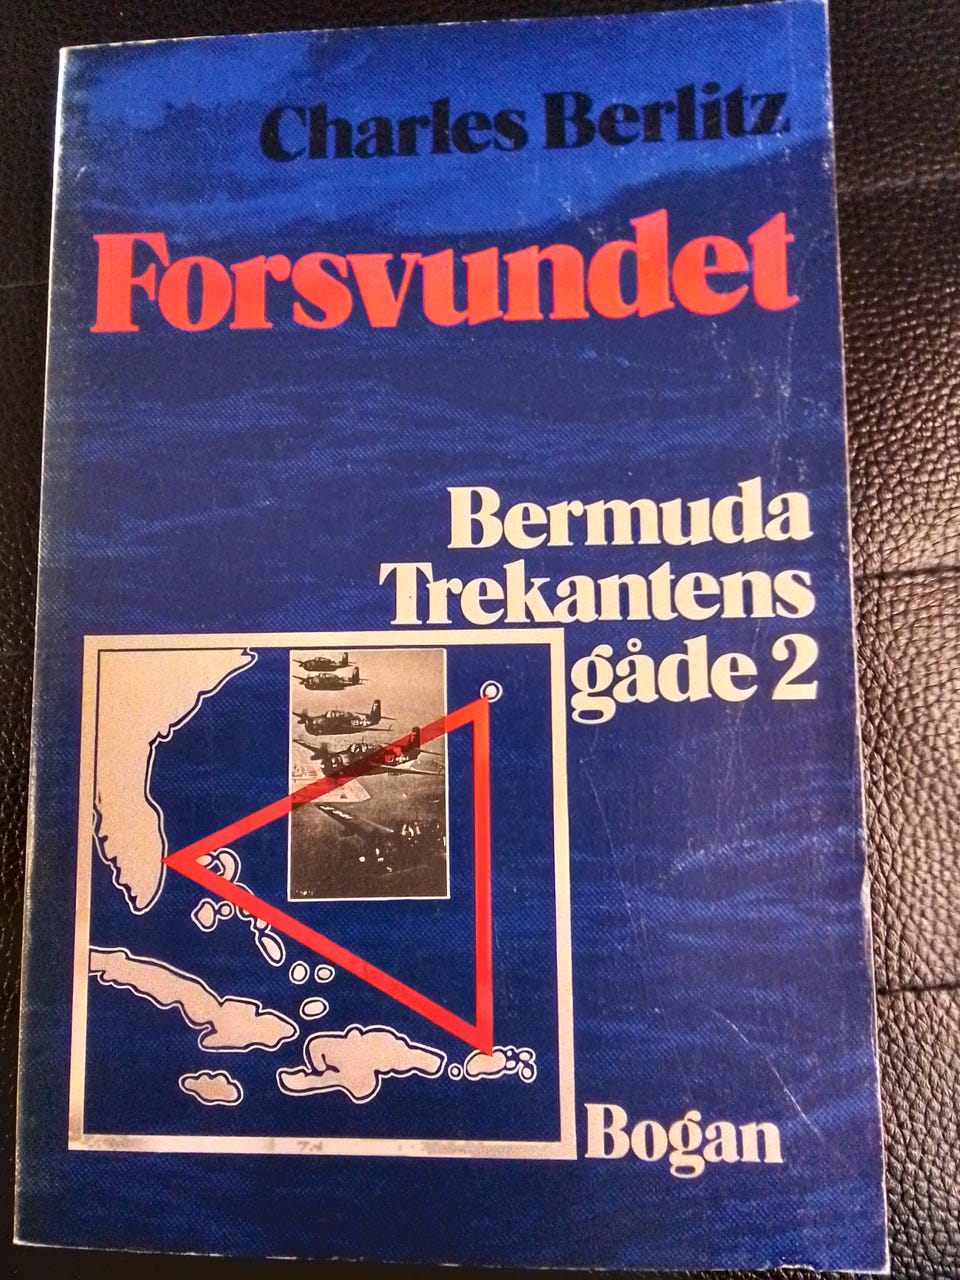 Charles Berlitz
Forsvundet
Bermuda
Trekantens
gåde 2
Bogan